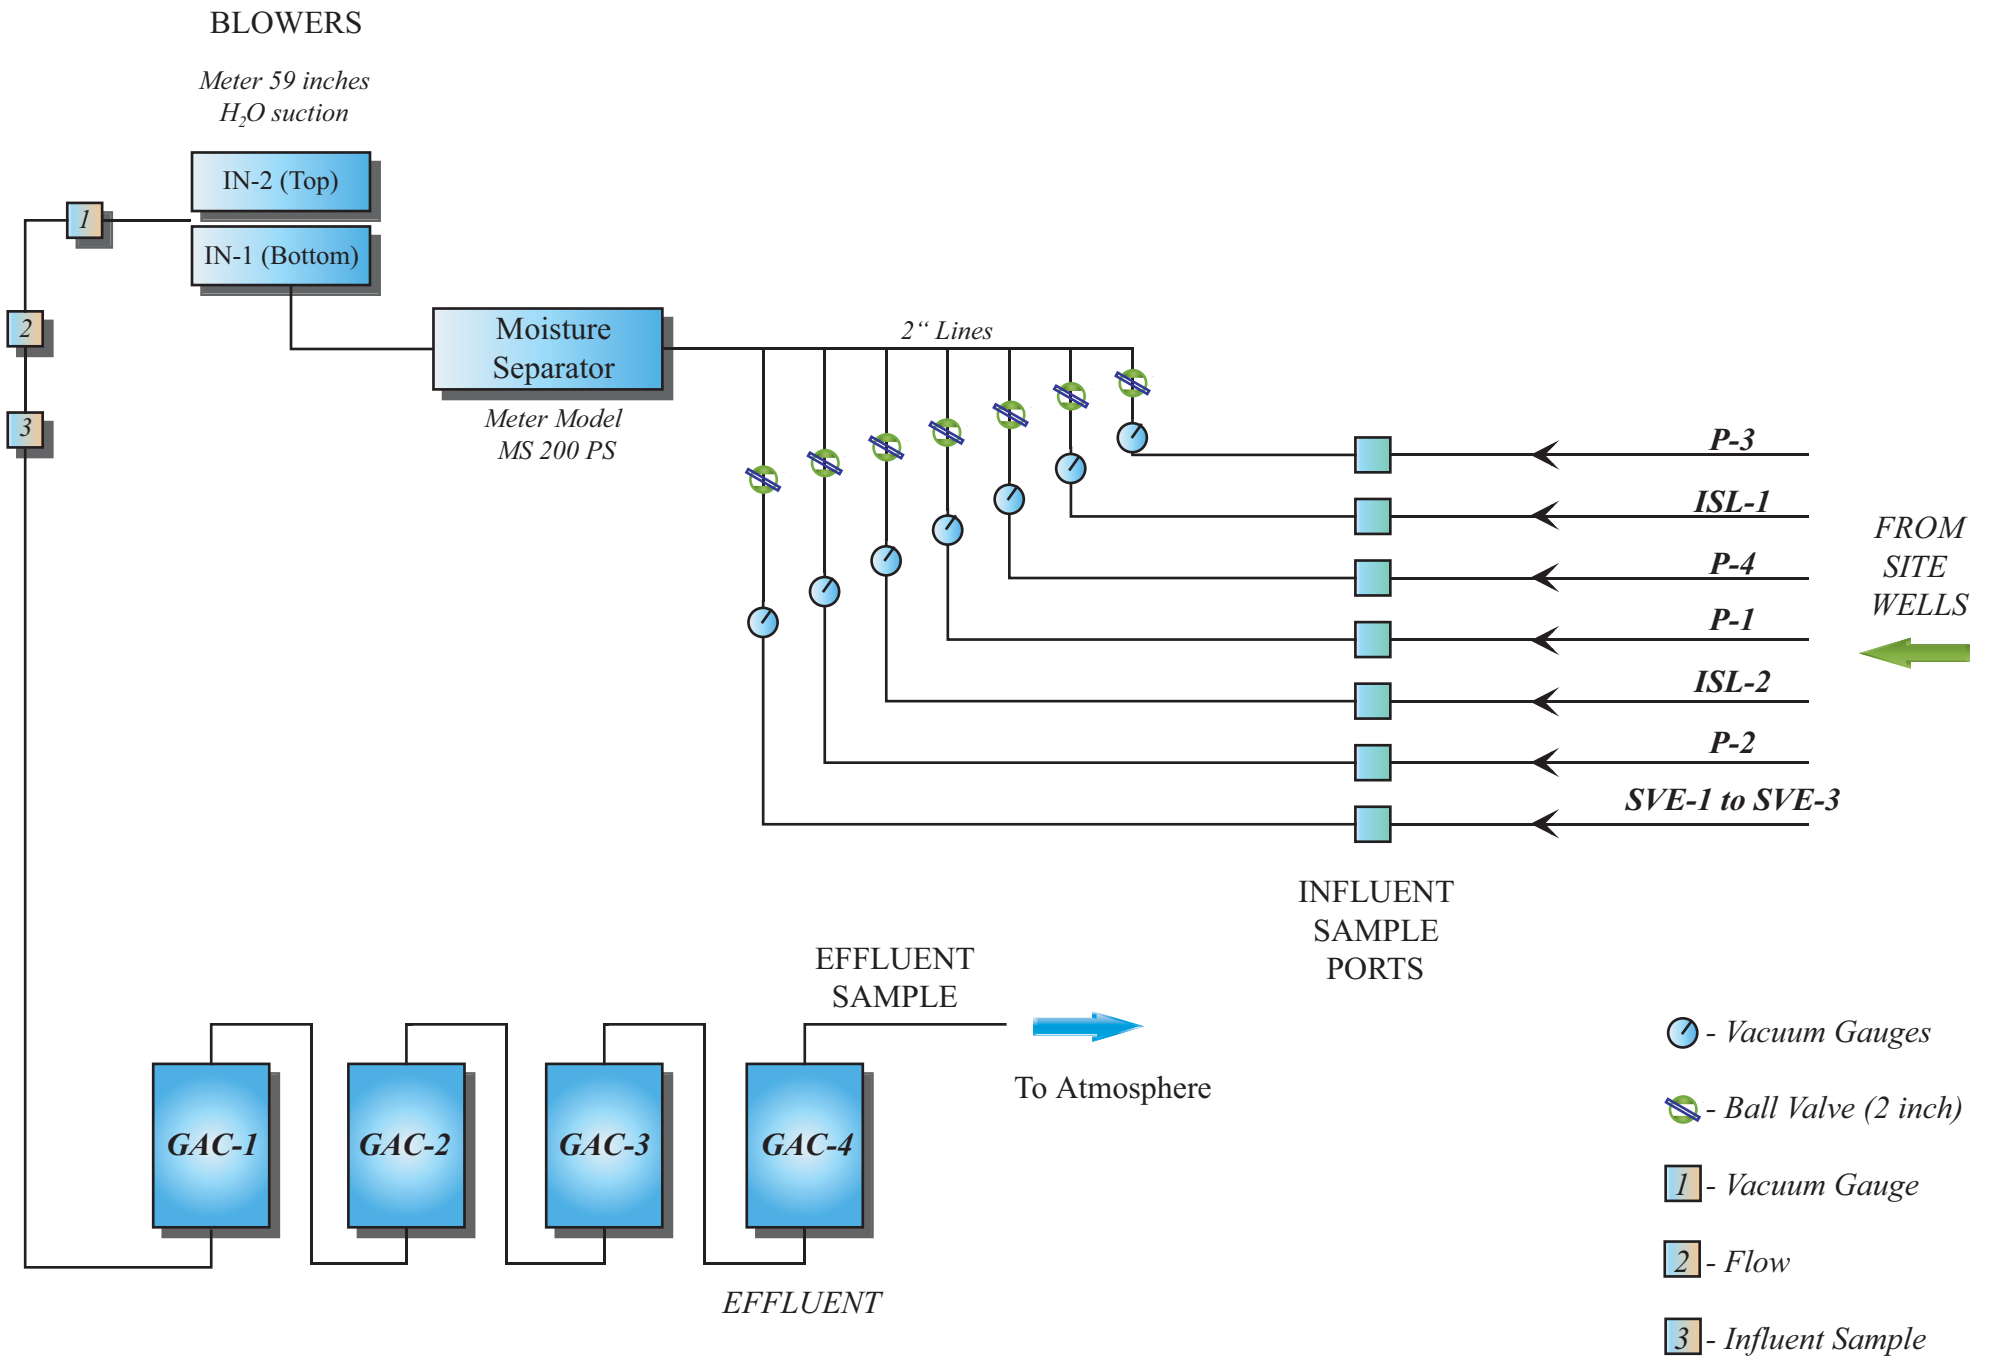 BLOWERS
Meter 59 inches
H₂O suction
IN-2 (Top)
1
IN-1 (Bottom)
2
3
Moisture
Separator
Meter Model
MS 200 PS
2“ Lines
P-3
ISL-1
P-4
P-1
ISL-2
P-2
SVE-1 to SVE-3
FROM
SITE
WELLS
INFLUENT
SAMPLE
PORTS
EFFLUENT
SAMPLE
To Atmosphere
GAC-1
GAC-2
GAC-3
GAC-4
EFFLUENT
- Vacuum Gauges
- Ball Valve (2 inch)
1 - Vacuum Gauge
2 - Flow
3 - Influent Sample